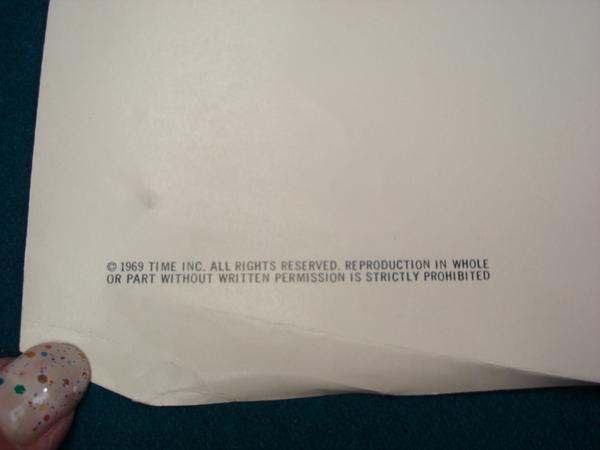 © 1969 TIME INC. ALL RIGHTS RESERVED. REPRODUCTION IN WHOLE
OR PART WITHOUT WRITTEN PERMISSION IS STRICTLY PROHIBITED